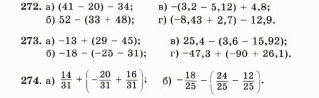 272. а) (41 − 20) − 34; в) −(3,2 − 5,12) + 4,8;
б) 52 − (33 + 48); г) (−8,43 + 2,7) − 12,9.
273. а) −13 + (29 − 45); в) 25,4 − (3,6 − 15,92);
б) −18 − (−25 − 31); г) −47,3 + (−90 + 26,1).
274. а) 14/31 + (−20/31 + 16/31); б) −18/25 − (24/25 − 12/25).